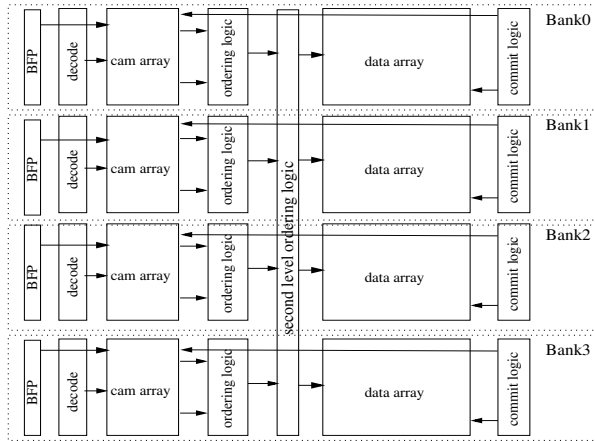 Bank0
BFP
decode
cam array
ordering logic
data array
commit logic
Bank1
BFP
decode
cam array
ordering logic
data array
commit logic
second level ordering logic
Bank2
BFP
decode
cam array
ordering logic
data array
commit logic
Bank3
BFP
decode
cam array
ordering logic
data array
commit logic